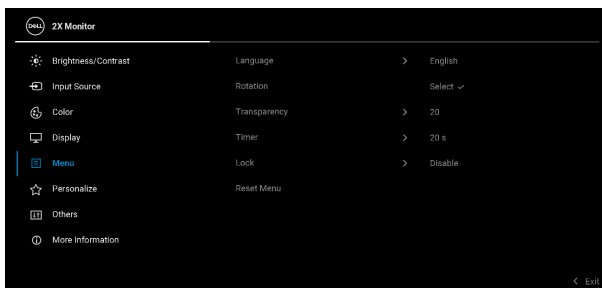 DELL 2X Monitor
Brightness/Contrast Language > English
Input Source Rotation Select ✓
Color Transparency > 20
Display Timer > 20 s
Menu Lock > Disable
Personalize Reset Menu
Others
More Information
< Exit